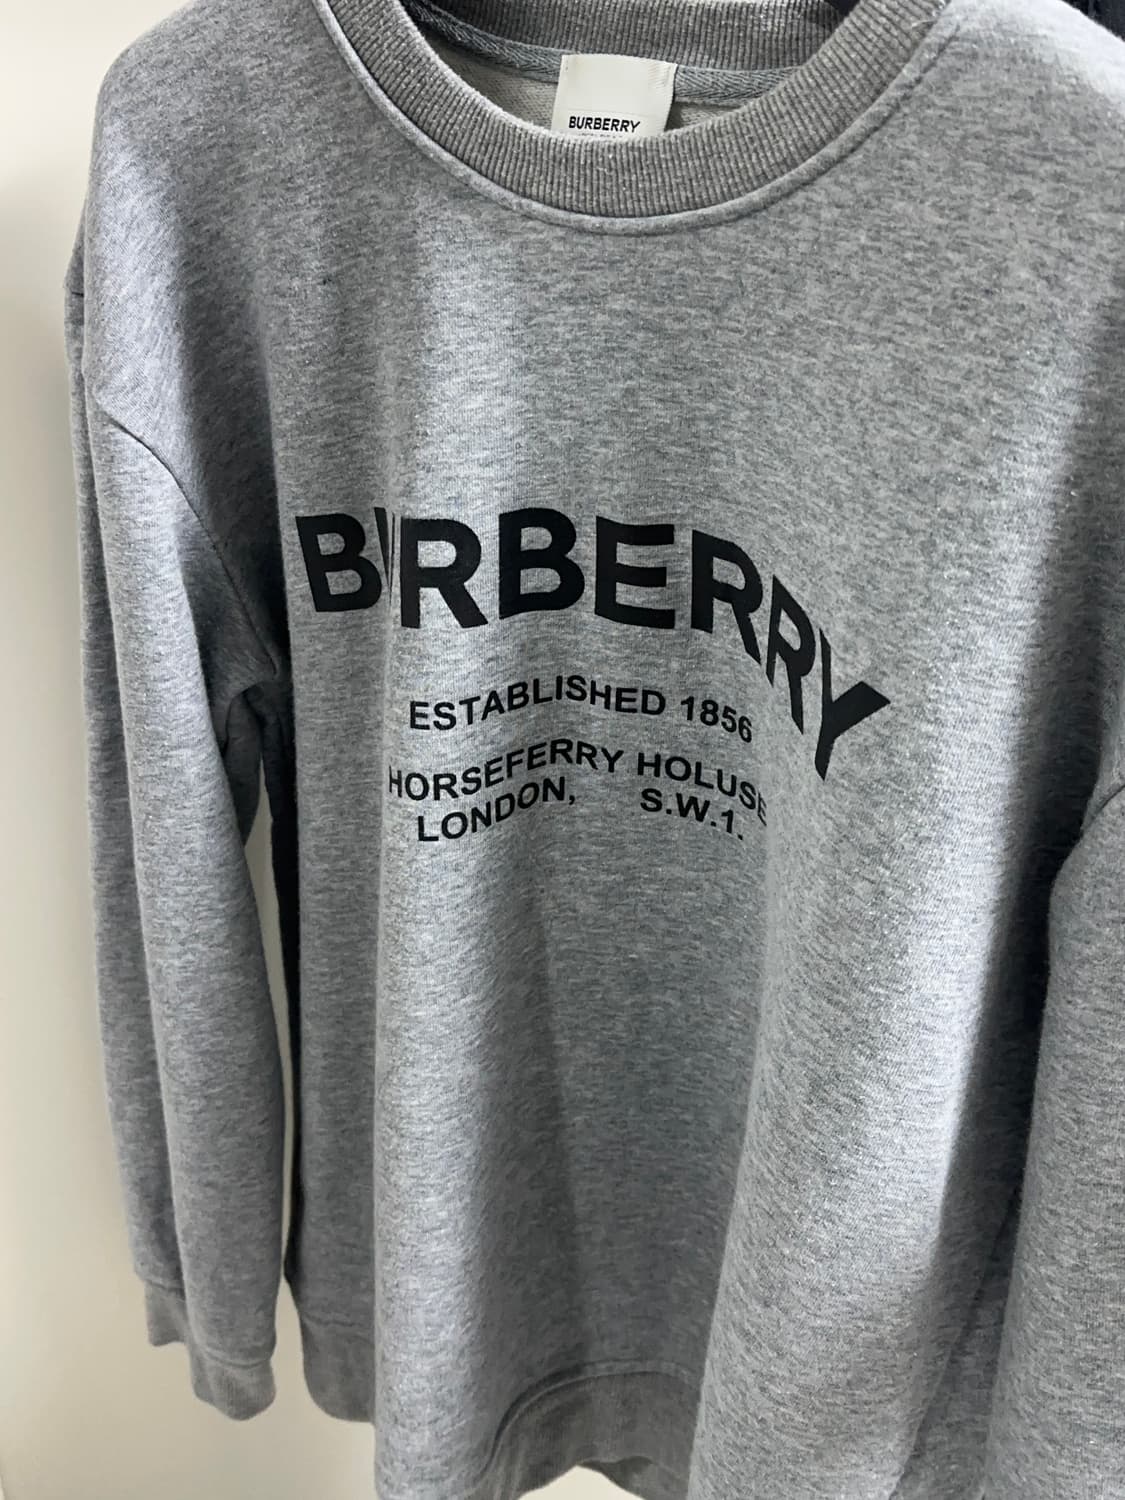 BURBERRY
BURBERRY
ESTABLISHED 1856
HORSEFERRY HOLUSE
LONDON, S.W.1.